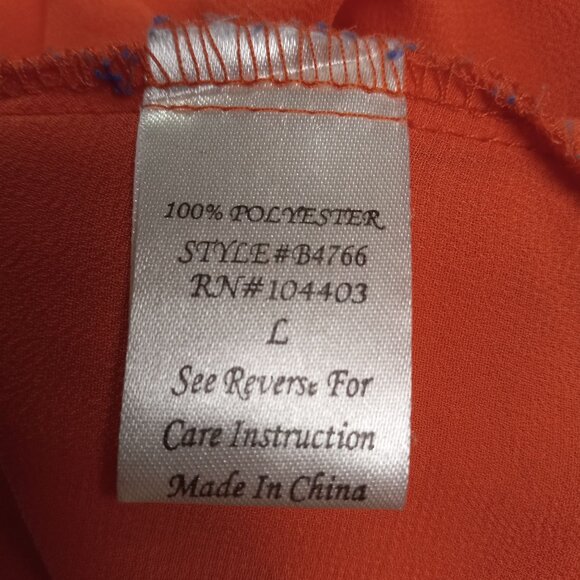 100% POLYESTER
STYLE#B4766
RN#104403
L
See Reverse For
Care Instruction
Made In China